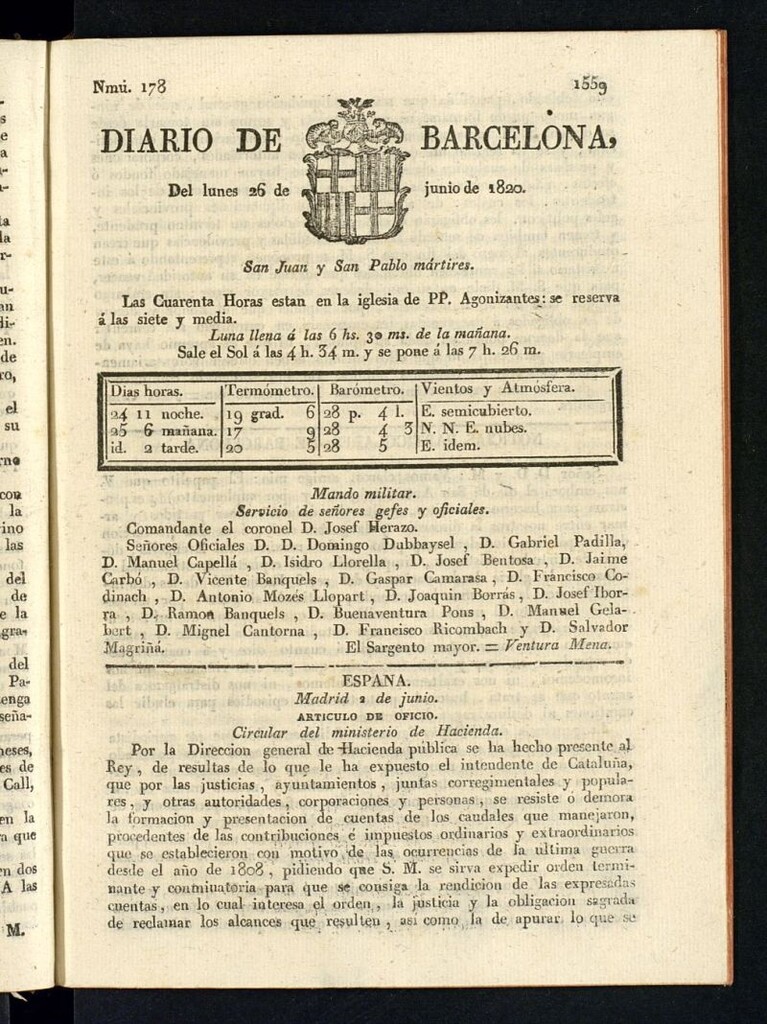 Nmú. 178 1559
DIARIO DE BARCELONA,
Del lunes 26 de junio de 1820.
San Juan y San Pablo mártires.
Las Cuarenta Horas estan en la iglesia de PP. Agonizantes: se reserva
á las siete y media.
Luna llena á las 6 hs. 30 ms. de la mañana.
Sale el Sol á las 4 h. 34 m. y se pone á las 7 h. 26 m.
Dias horas. Termómetro. Barómetro. Vientos y Atmósfera.
24 11 noche. 19 grad. 6 28 p. 4 l. E. semicubierto.
25 6 mañana. 17 9 28 4 3 N. N. E. nubes.
id. 2 tarde. 20 5 28 5 E. idem.
Mando militar.
Servicio de señores gefes y oficiales.
Comandante el coronel D. Josef Herazo.
Señores Oficiales D. D. Domingo Dubbaysel, D. Gabriel Padilla,
D. Manuel Capellá, D. Isidro Llorella, D. Josef Bentosa, D. Jaime
Carbó, D. Vicente Banquels, D. Gaspar Camarasa, D. Francisco Co-
dinach, D. Antonio Mozés Llopart, D. Joaquin Borrás, D. Josef Ibor-
ra, D. Ramon Banquels, D. Buenaventura Pons, D. Manuel Gela-
bert, D. Mignel Cantorna, D. Francisco Ricombach y D. Salvador
Magriñá. El Sargento mayor. = Ventura Mena.
ESPANA.
Madrid 2 de junio.
ARTICULO DE OFICIO.
Circular del ministerio de Hacienda.
Por la Direccion general de Hacienda pública se ha hecho presente al
Rey, de resultas de lo que le ha expuesto el intendente de Cataluña,
que por las justicias, ayuntamientos, juntas corregimentales y popula-
res, y otras autoridades, corporaciones y personas, se resiste ó demora
la formacion y presentacion de cuentas de los caudales que manejaron,
procedentes de las contribuciones é impuestos ordinarios y extraordinarios
que se establecieron con motivo de las ocurrencias de la ultima guerra
desde el año de 1808, pidiendo que S. M. se sirva expedir orden termi-
nante y conminatoria para que se consiga la rendicion de las expresadas
cuentas, en lo cual interesa el orden, la justicia y la obligacion sagrada
de reclamar los alcances que resulten, asi como la de apurar lo que se